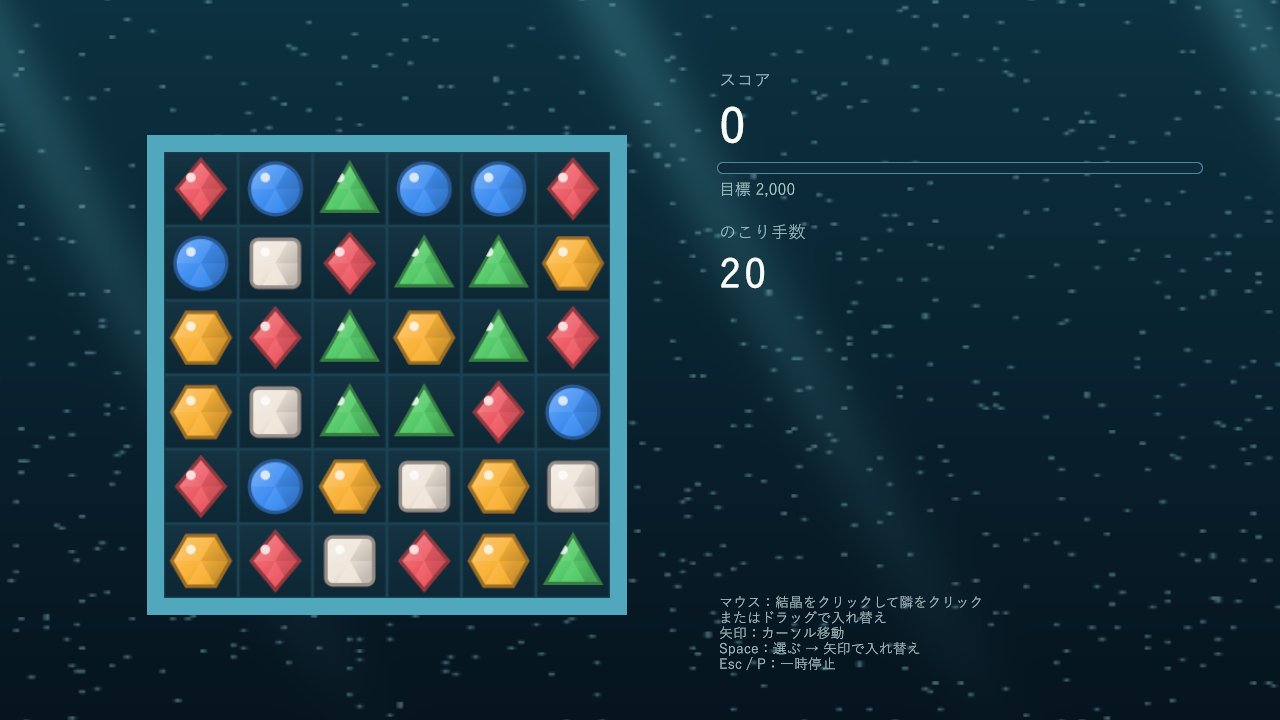 スコア
0
目標 2,000
のこり手数
20
マウス：結晶をクリックして隣をクリック
またはドラッグで入れ替え
矢印：カーソル移動
Space：選ぶ → 矢印で入れ替え
Esc / P：一時停止